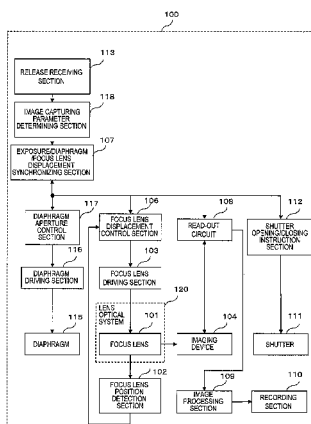 100
113
RELEASE RECEIVING
SECTION
118
IMAGE CAPTURING
PARAMETER
DETERMINING SECTION
107
EXPOSURE/DIAPHRAGM
/FOCUS LENS
DISPLACEMENT
SYNCHRONIZING SECTION
117
DIAPHRAGM
APERTURE
CONTROL
SECTION
106
FOCUS LENS
DISPLACEMENT
CONTROL SECTION
108
READ-OUT
CIRCUIT
112
SHUTTER
OPENING/CLOSING
INSTRUCTION
SECTION
116
DIAPHRAGM
DRIVING SECTION
103
FOCUS LENS
DRIVING SECTION
120
LENS
OPTICAL
SYSTEM
115
DIAPHRAGM
101
FOCUS LENS
104
IMAGING
DEVICE
111
SHUTTER
102
FOCUS LENS
POSITION
DETECTION
SECTION
109
IMAGE
PROCESSING
SECTION
110
RECORDING
SECTION